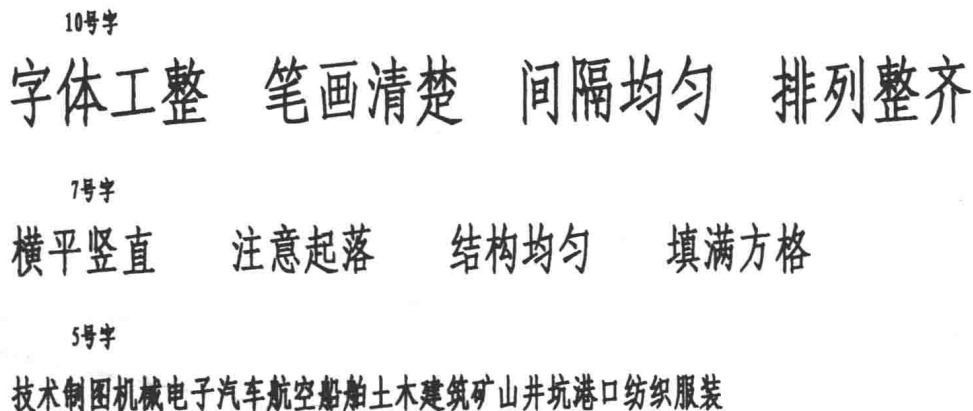 10号字
字体工整 笔画清楚 间隔均匀 排列整齐
7号字
横平竖直 注意起落 结构均匀 填满方格
5号字
技术制图机械电子汽车航空船舶土木建筑矿山井坑港口纺织服装